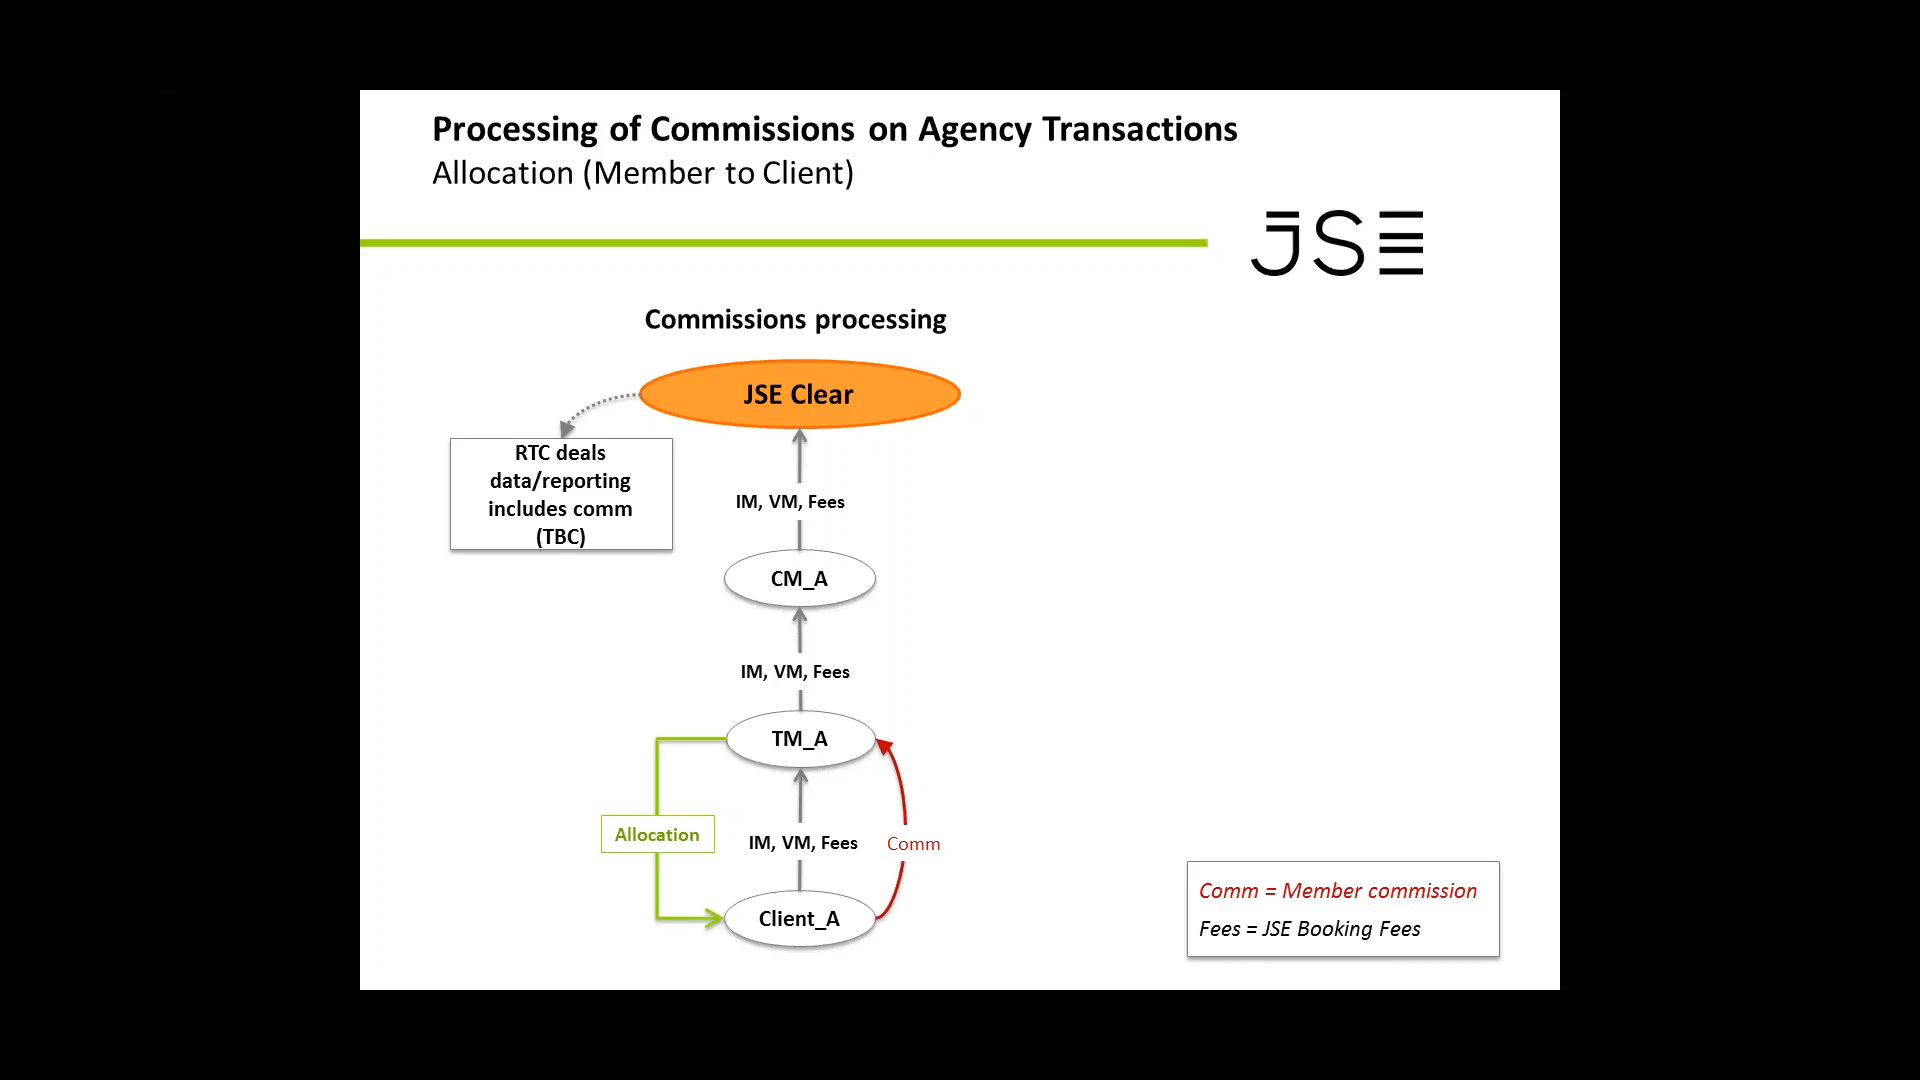 Processing of Commissions on Agency Transactions
Allocation (Member to Client)
JSE
Commissions processing
JSE Clear
RTC deals
data/reporting
includes comm
(TBC)
IM, VM, Fees
CM_A
IM, VM, Fees
TM_A
Allocation
IM, VM, Fees
Comm
Client_A
Comm = Member commission
Fees = JSE Booking Fees